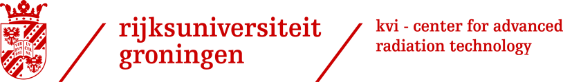 rijksuniversiteit
groningen
kvi - center for advanced
radiation technology